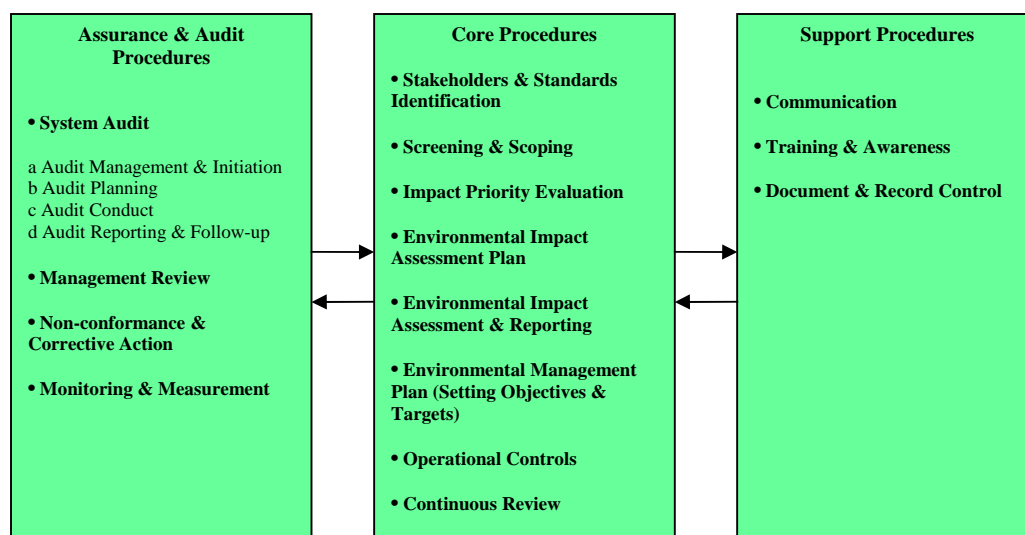 Assurance & Audit
Procedures
• System Audit
a Audit Management & Initiation
b Audit Planning
c Audit Conduct
d Audit Reporting & Follow-up
• Management Review
• Non-conformance &
Corrective Action
• Monitoring & Measurement
Core Procedures
• Stakeholders & Standards
Identification
• Screening & Scoping
• Impact Priority Evaluation
• Environmental Impact
Assessment Plan
• Environmental Impact
Assessment & Reporting
• Environmental Management
Plan (Setting Objectives &
Targets)
• Operational Controls
• Continuous Review
Support Procedures
• Communication
• Training & Awareness
• Document & Record Control